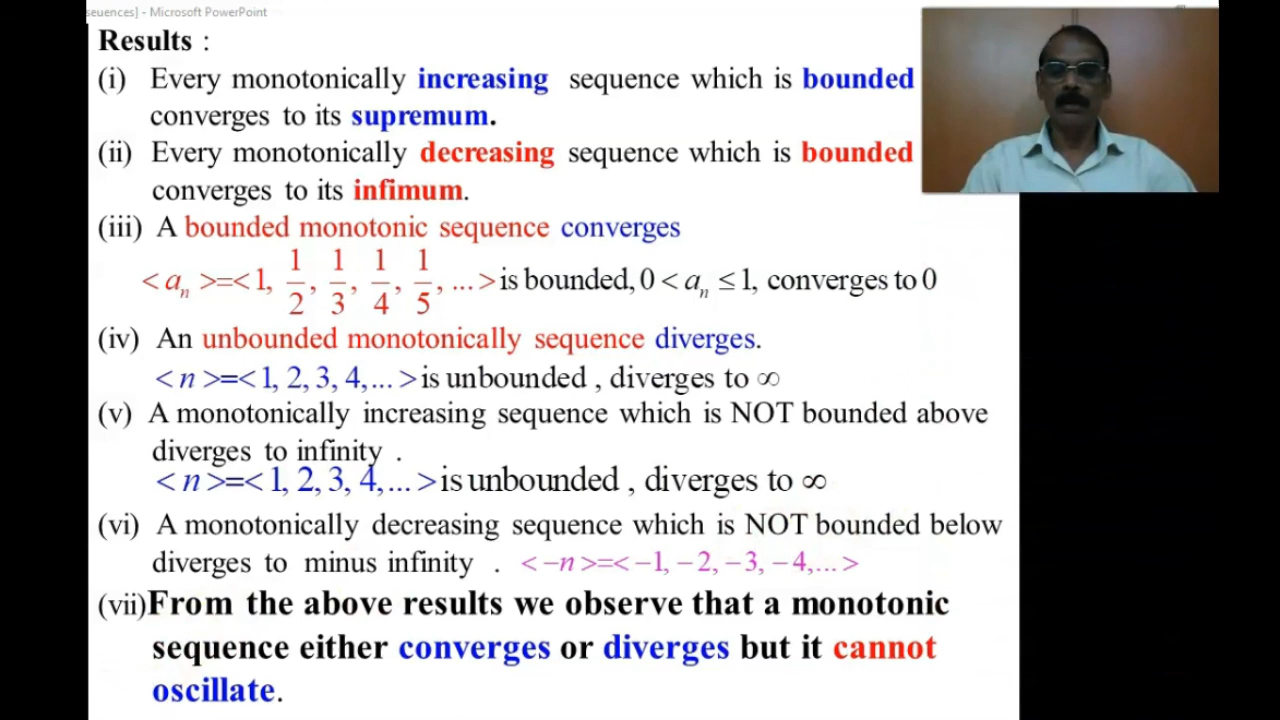 seuences] - Microsoft PowerPoint
Results :
(i) Every monotonically increasing sequence which is bounded
converges to its supremum.
(ii) Every monotonically decreasing sequence which is bounded
converges to its infimum.
(iii) A bounded monotonic sequence converges
< aₙ >=< 1, 1/2, 1/3, 1/4, 1/5, ... > is bounded, 0 < aₙ ≤ 1, converges to 0
(iv) An unbounded monotonically sequence diverges.
< n >=< 1, 2, 3, 4,... > is unbounded , diverges to ∞
(v) A monotonically increasing sequence which is NOT bounded above
diverges to infinity .
< n >=< 1, 2, 3, 4,... > is unbounded , diverges to ∞
(vi) A monotonically decreasing sequence which is NOT bounded below
diverges to minus infinity . < −n >=< −1, −2, −3, −4,... >
(vii)From the above results we observe that a monotonic
sequence either converges or diverges but it cannot
oscillate.